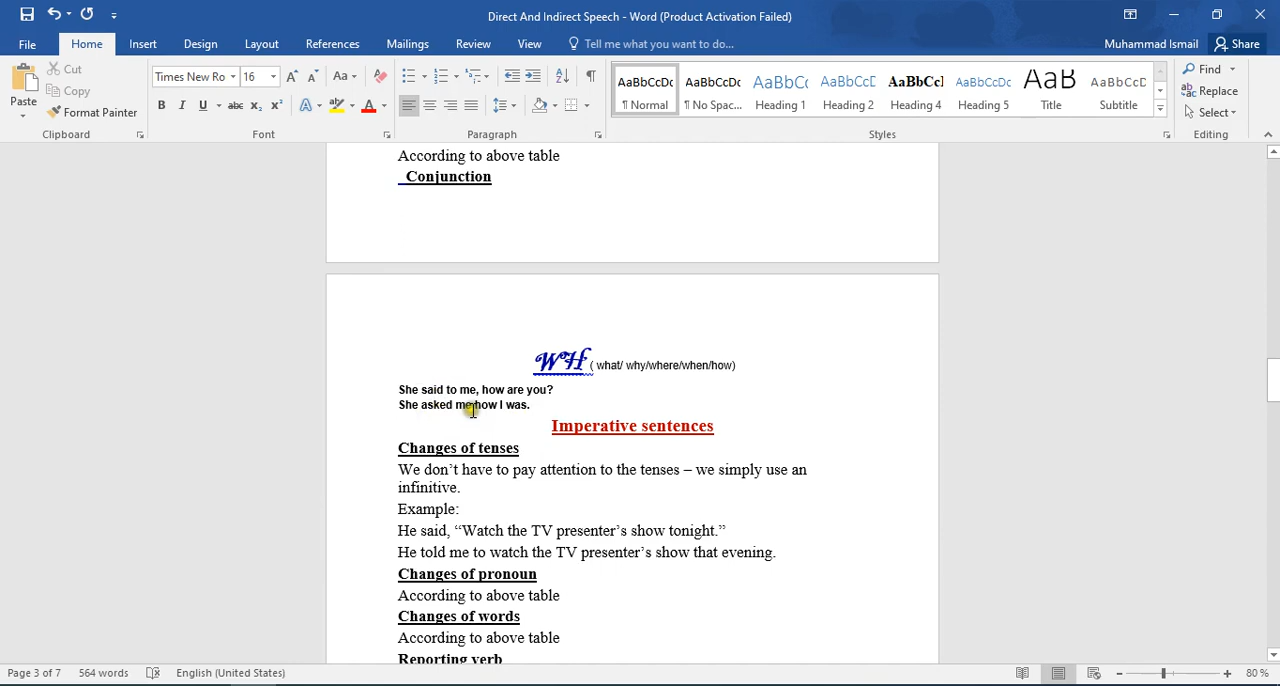 Direct And Indirect Speech - Word (Product Activation Failed)
File Home Insert Design Layout References Mailings Review View Tell me what you want to do... Muhammad Ismail Share
Paste Cut Copy Format Painter
Times New Ro 16
AaBbCcDc AaBbCcDc AaBbC( AaBbCcD AaBbCcI AaBbCcDc AaB AaBbCcD
¶ Normal ¶ No Spac... Heading 1 Heading 2 Heading 4 Heading 5 Title Subtitle
Find Replace Select
Clipboard Font Paragraph Styles Editing
According to above table
Conjunction
WH ( what/ why/where/when/how)
She said to me, how are you?
She asked me how I was.
Imperative sentences
Changes of tenses
We don’t have to pay attention to the tenses – we simply use an
infinitive.
Example:
He said, “Watch the TV presenter’s show tonight.”
He told me to watch the TV presenter’s show that evening.
Changes of pronoun
According to above table
Changes of words
According to above table
Reporting verb
Page 3 of 7 564 words English (United States) 80 %